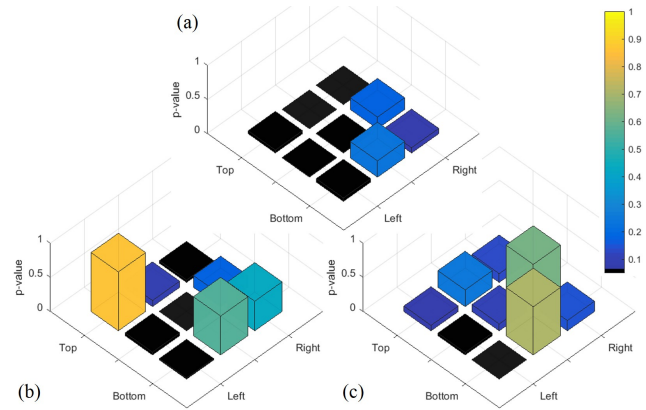 (a)
1
0.5
0
p-value
Top
Bottom
Left
Right
1
0.9
0.8
0.7
0.6
0.5
0.4
0.3
0.2
0.1
(b)
1
0.5
0
p-value
Top
Bottom
Left
Right
(c)
1
0.5
0
p-value
Top
Bottom
Left
Right